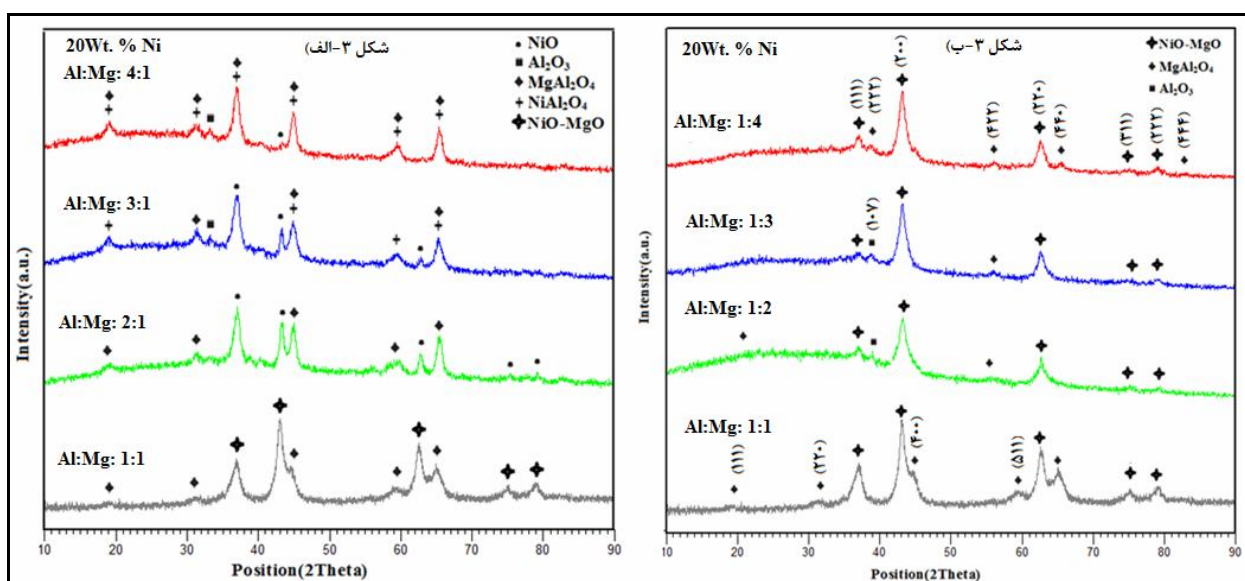 20Wt. % Ni
شکل ۳-الف)
NiO
Al₂O₃
MgAl₂O₄
NiAl₂O₄
NiO-MgO
Al:Mg: 4:1
Al:Mg: 3:1
Al:Mg: 2:1
Al:Mg: 1:1
Intensity(a.u.)
10 20 30 40 50 60 70 80 90
Position(2Theta)
20Wt. % Ni
شکل ۳-ب)
NiO-MgO
MgAl₂O₄
Al₂O₃
Al:Mg: 1:4
(۱۱۱) (۲۲۲) (۲۰۰) (۴۲۲) (۲۲۰) (۴۴۰) (۳۱۱) (۲۲۲) (۴۴۴)
Al:Mg: 1:3
(۱۰۷)
Al:Mg: 1:2
Al:Mg: 1:1
(۱۱۱) (۲۲۰) (۴۰۰) (۵۱۱)
Intensity(a.u.)
10 20 30 40 50 60 70 80 90
Position(2Theta)